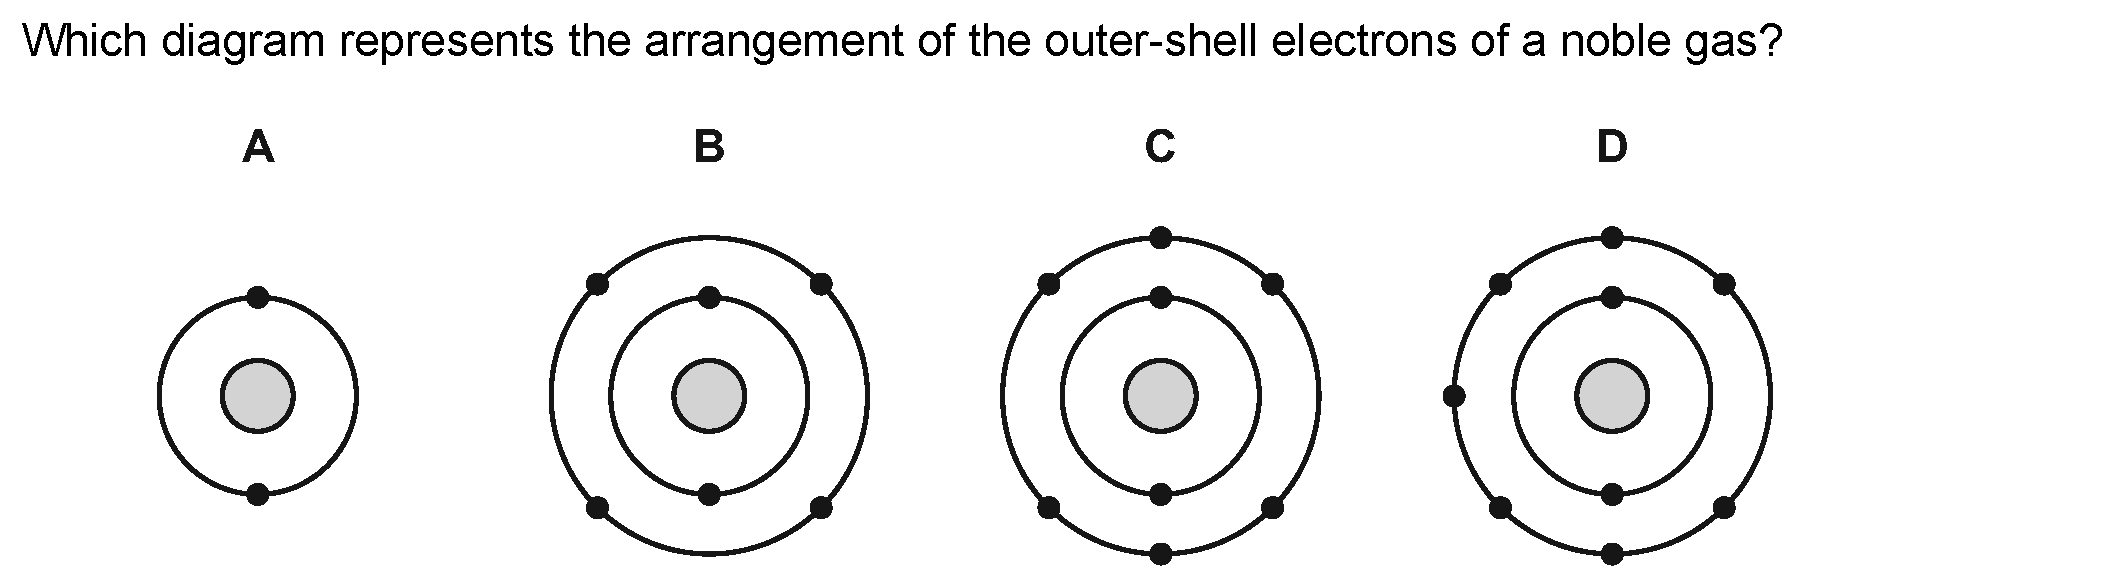 Which diagram represents the arrangement of the outer-shell electrons of a noble gas?
A B C D